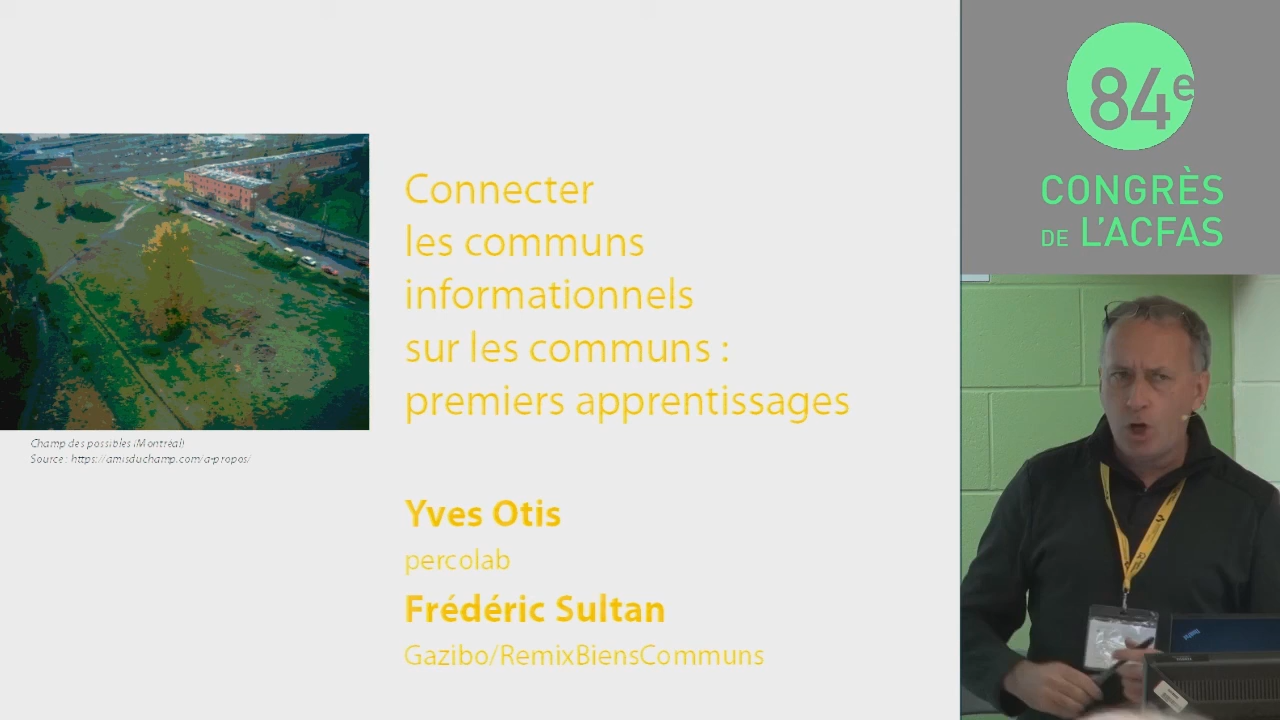 Connecter
les communs
informationnels
sur les communs :
premiers apprentissages
Champ des possibles (Montréal)
Source : https://amisduchamp.com/a-propos/
Yves Otis
percolab
Frédéric Sultan
Gazibo/RemixBiensCommuns
84e
CONGRÈS
DE L'ACFAS